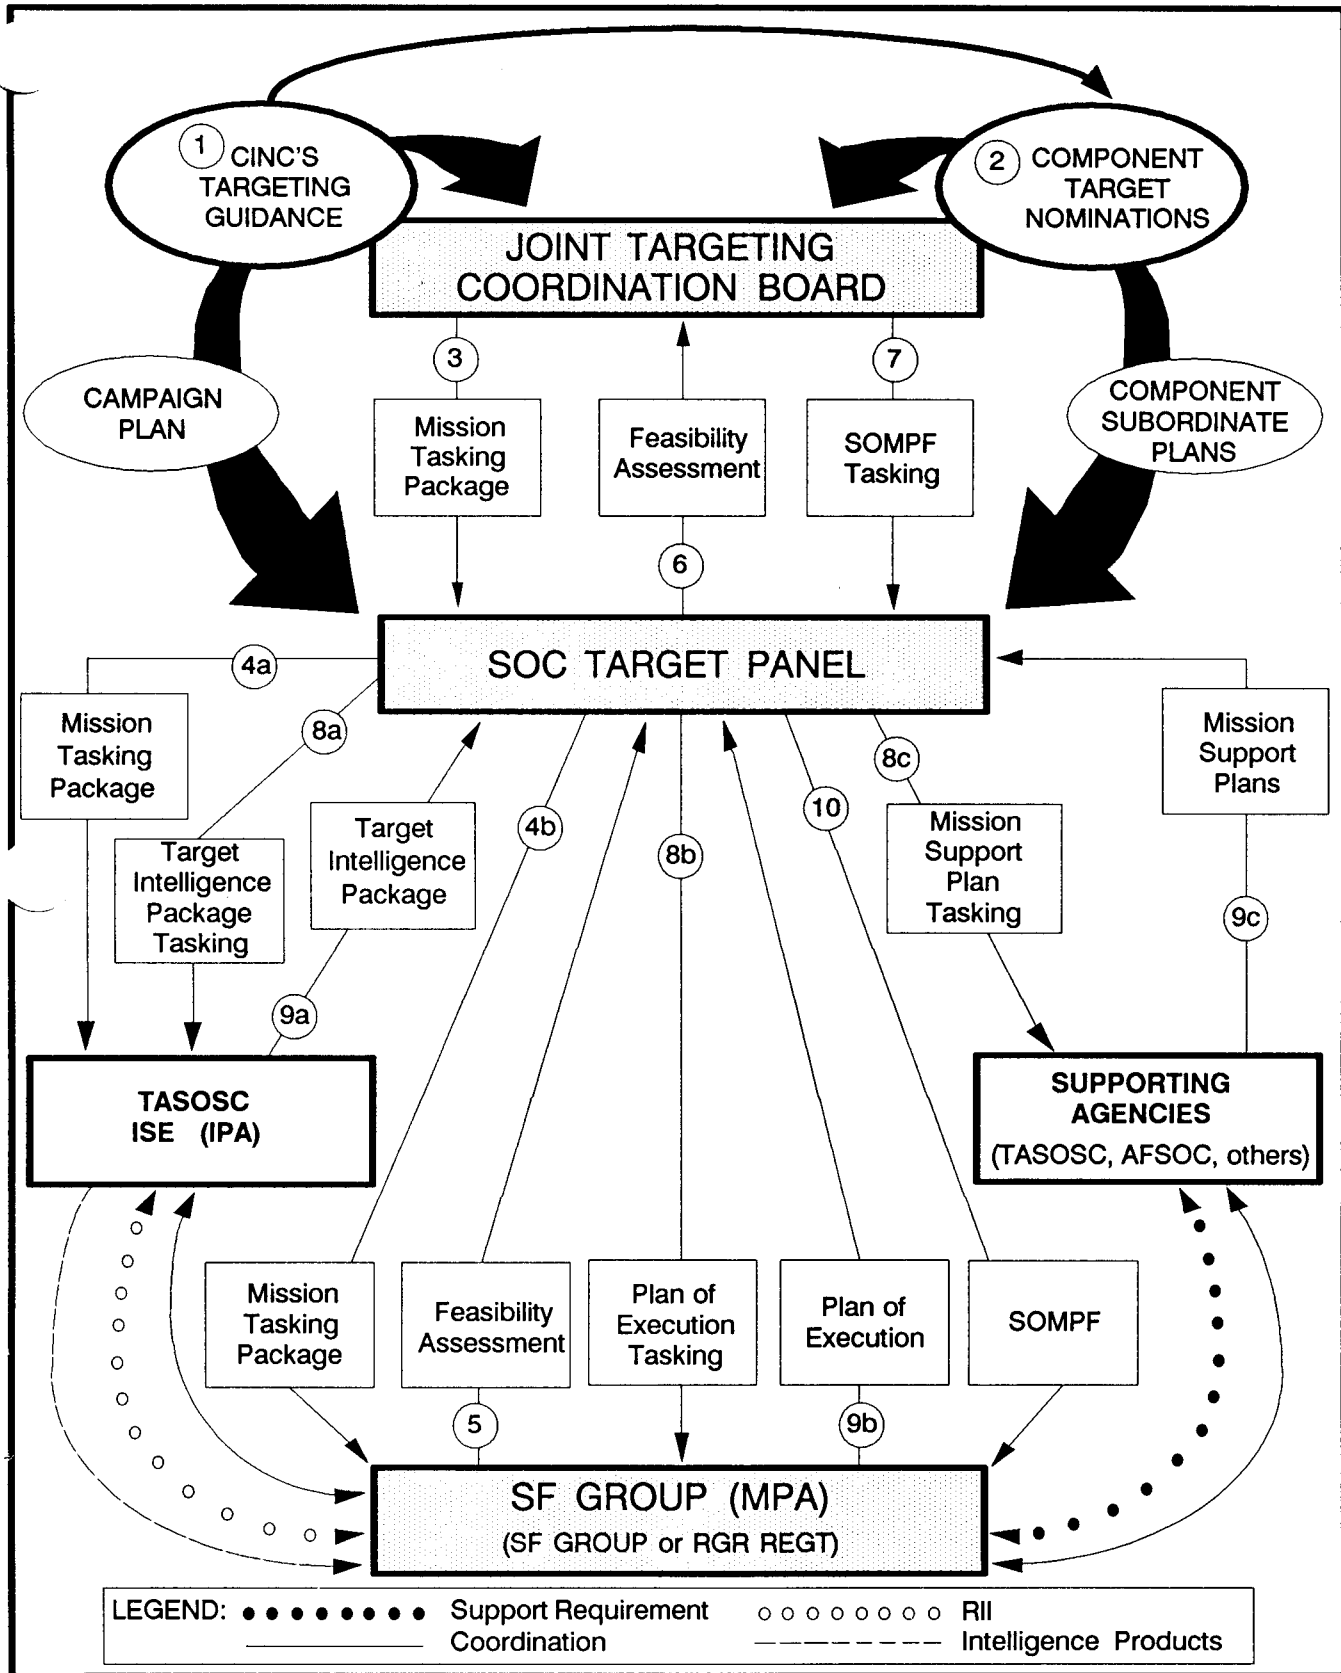 1
CINC'S
TARGETING
GUIDANCE
2
COMPONENT
TARGET
NOMINATIONS
JOINT TARGETING
COORDINATION BOARD
3
7
CAMPAIGN
PLAN
Mission
Tasking
Package
Feasibility
Assessment
SOMPF
Tasking
COMPONENT
SUBORDINATE
PLANS
6
SOC TARGET PANEL
4a
Mission
Tasking
Package
8a
8c
Mission
Support
Plans
Target
Intelligence
Package
Tasking
Target
Intelligence
Package
4b
8b
10
Mission
Support
Plan
Tasking
9c
9a
TASOSC
ISE (IPA)
SUPPORTING
AGENCIES
(TASOSC, AFSOC, others)
Mission
Tasking
Package
Feasibility
Assessment
Plan of
Execution
Tasking
Plan of
Execution
SOMPF
5
9b
SF GROUP (MPA)
(SF GROUP or RGR REGT)
LEGEND: Support Requirement RII
Coordination Intelligence Products